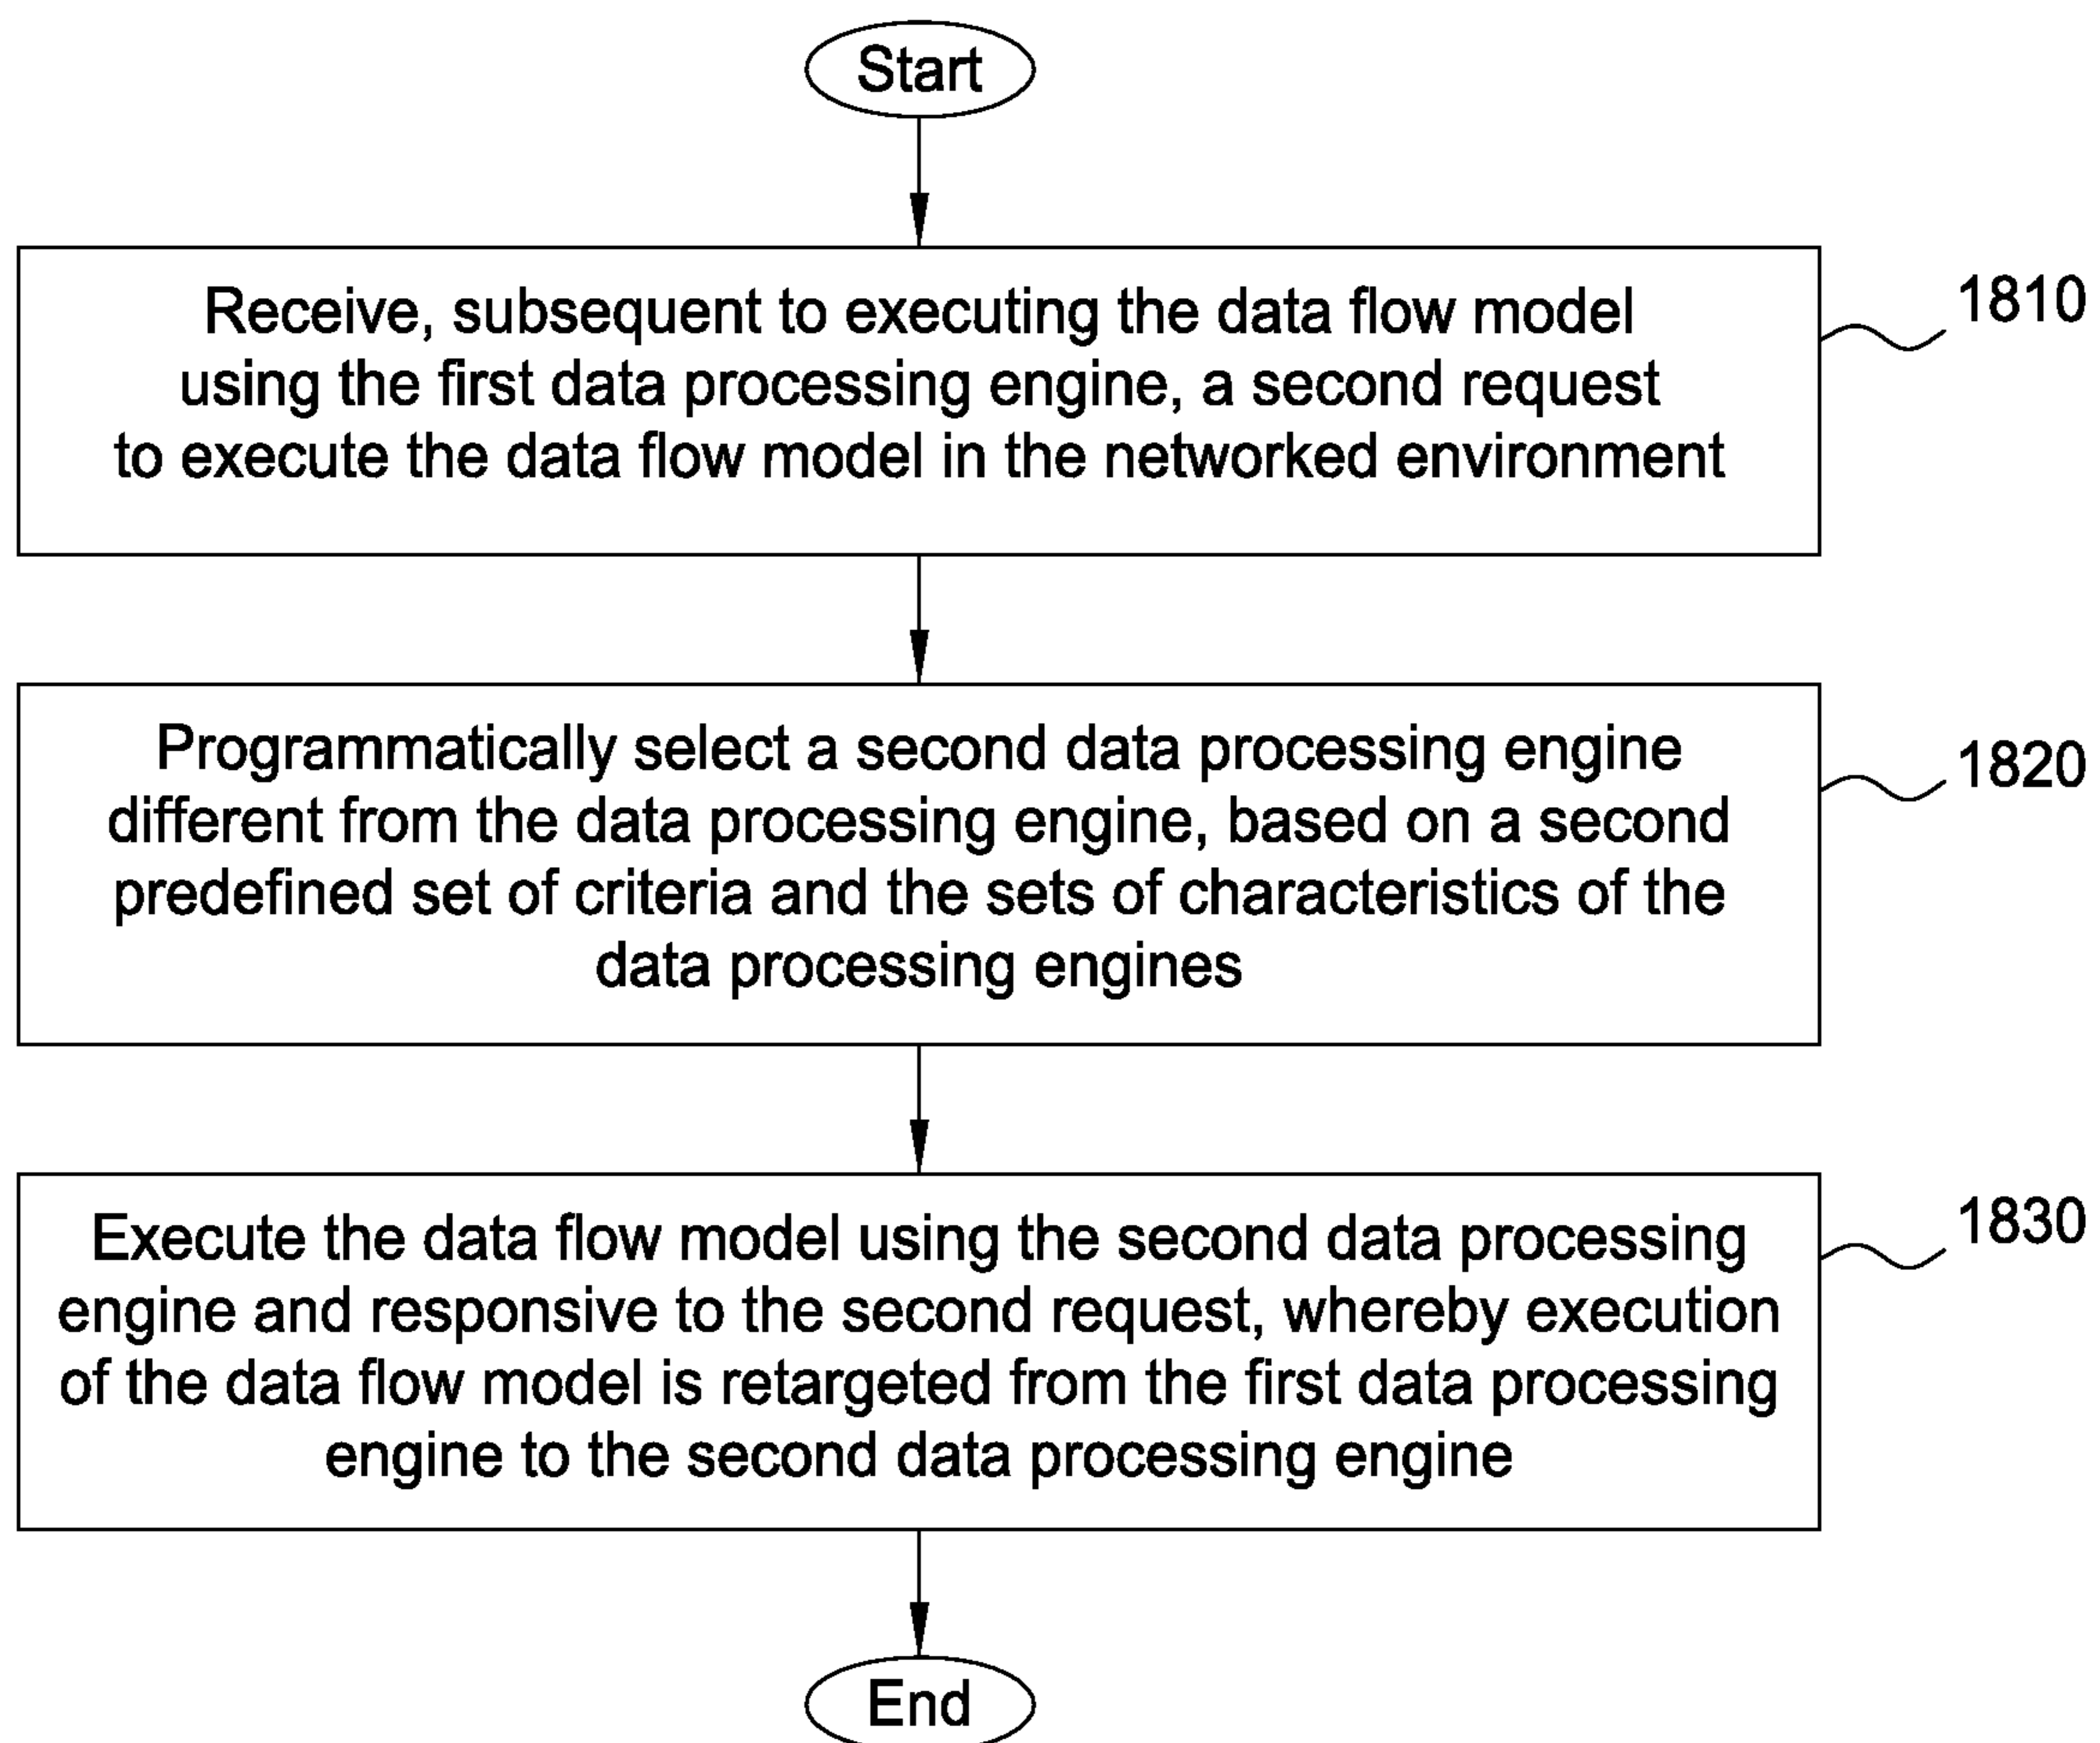 Start
Receive, subsequent to executing the data flow model
using the first data processing engine, a second request
to execute the data flow model in the networked environment
1810
Programmatically select a second data processing engine
different from the data processing engine, based on a second
predefined set of criteria and the sets of characteristics of the
data processing engines
1820
Execute the data flow model using the second data processing
engine and responsive to the second request, whereby execution
of the data flow model is retargeted from the first data processing
engine to the second data processing engine
1830
End